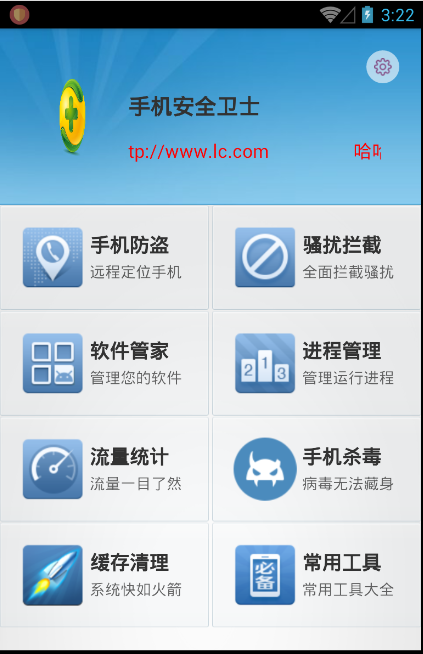 3:22
手机安全卫士
tp://www.lc.com 哈
手机防盗
远程定位手机
骚扰拦截
全面拦截骚扰
软件管家
管理您的软件
进程管理
管理运行进程
1
2
3
流量统计
流量一目了然
手机杀毒
病毒无法藏身
缓存清理
系统快如火箭
必备
常用工具
常用工具大全